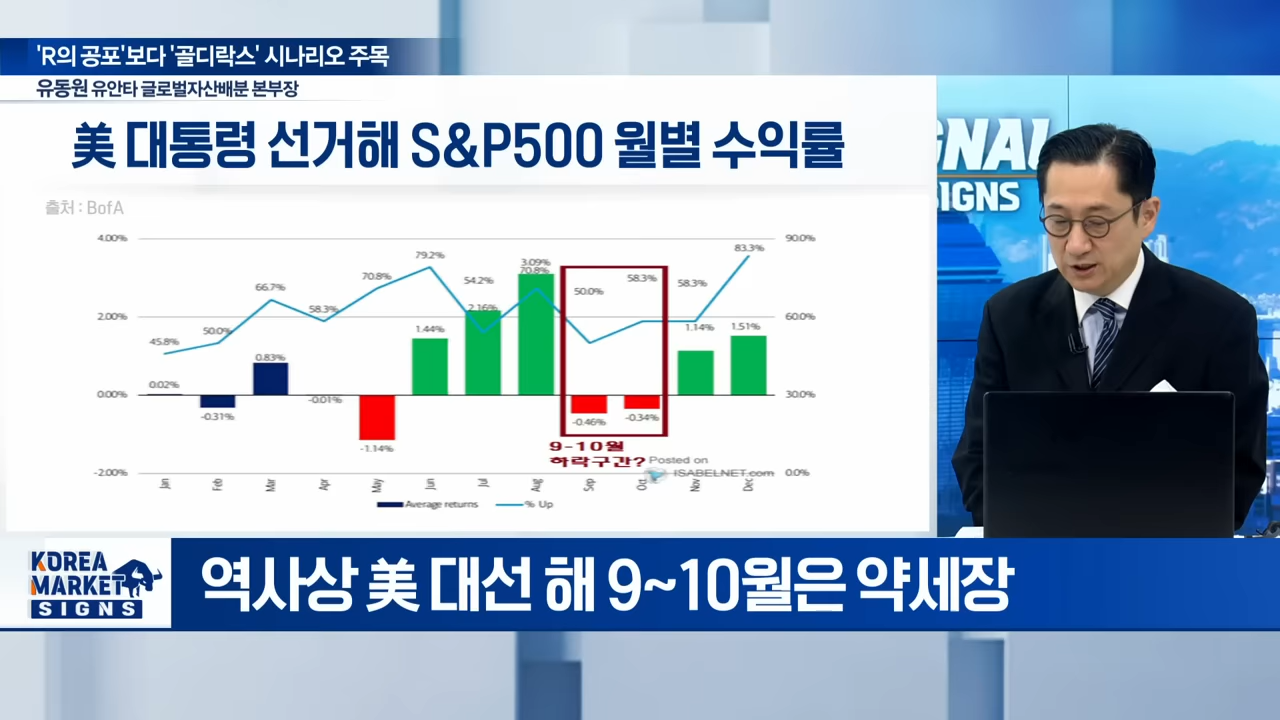 'R의 공포'보다 '골디락스' 시나리오 주목
유동원 유안타 글로벌자산배분 본부장
美 대통령 선거해 S&P500 월별 수익률
출처 : BofA
4.00%
2.00%
0.00%
-2.00%
90.0%
60.0%
30.0%
0.0%
45.8%
50.0%
66.7%
58.3%
70.8%
79.2%
54.2%
70.8%
50.0%
58.3%
58.3%
83.3%
0.02%
-0.31%
0.83%
-0.01%
-1.14%
1.44%
2.16%
3.09%
-0.46%
-0.34%
1.14%
1.51%
9-10월
하락구간?
Posted on
ISABELNET.com
Jan Feb Mar Apr May Jun Jul Aug Sep Oct Nov Dec
Average returns % Up
SIGNAL
SIGNS
KOREA
MARKET
SIGNS
역사상 美 대선 해 9~10월은 약세장